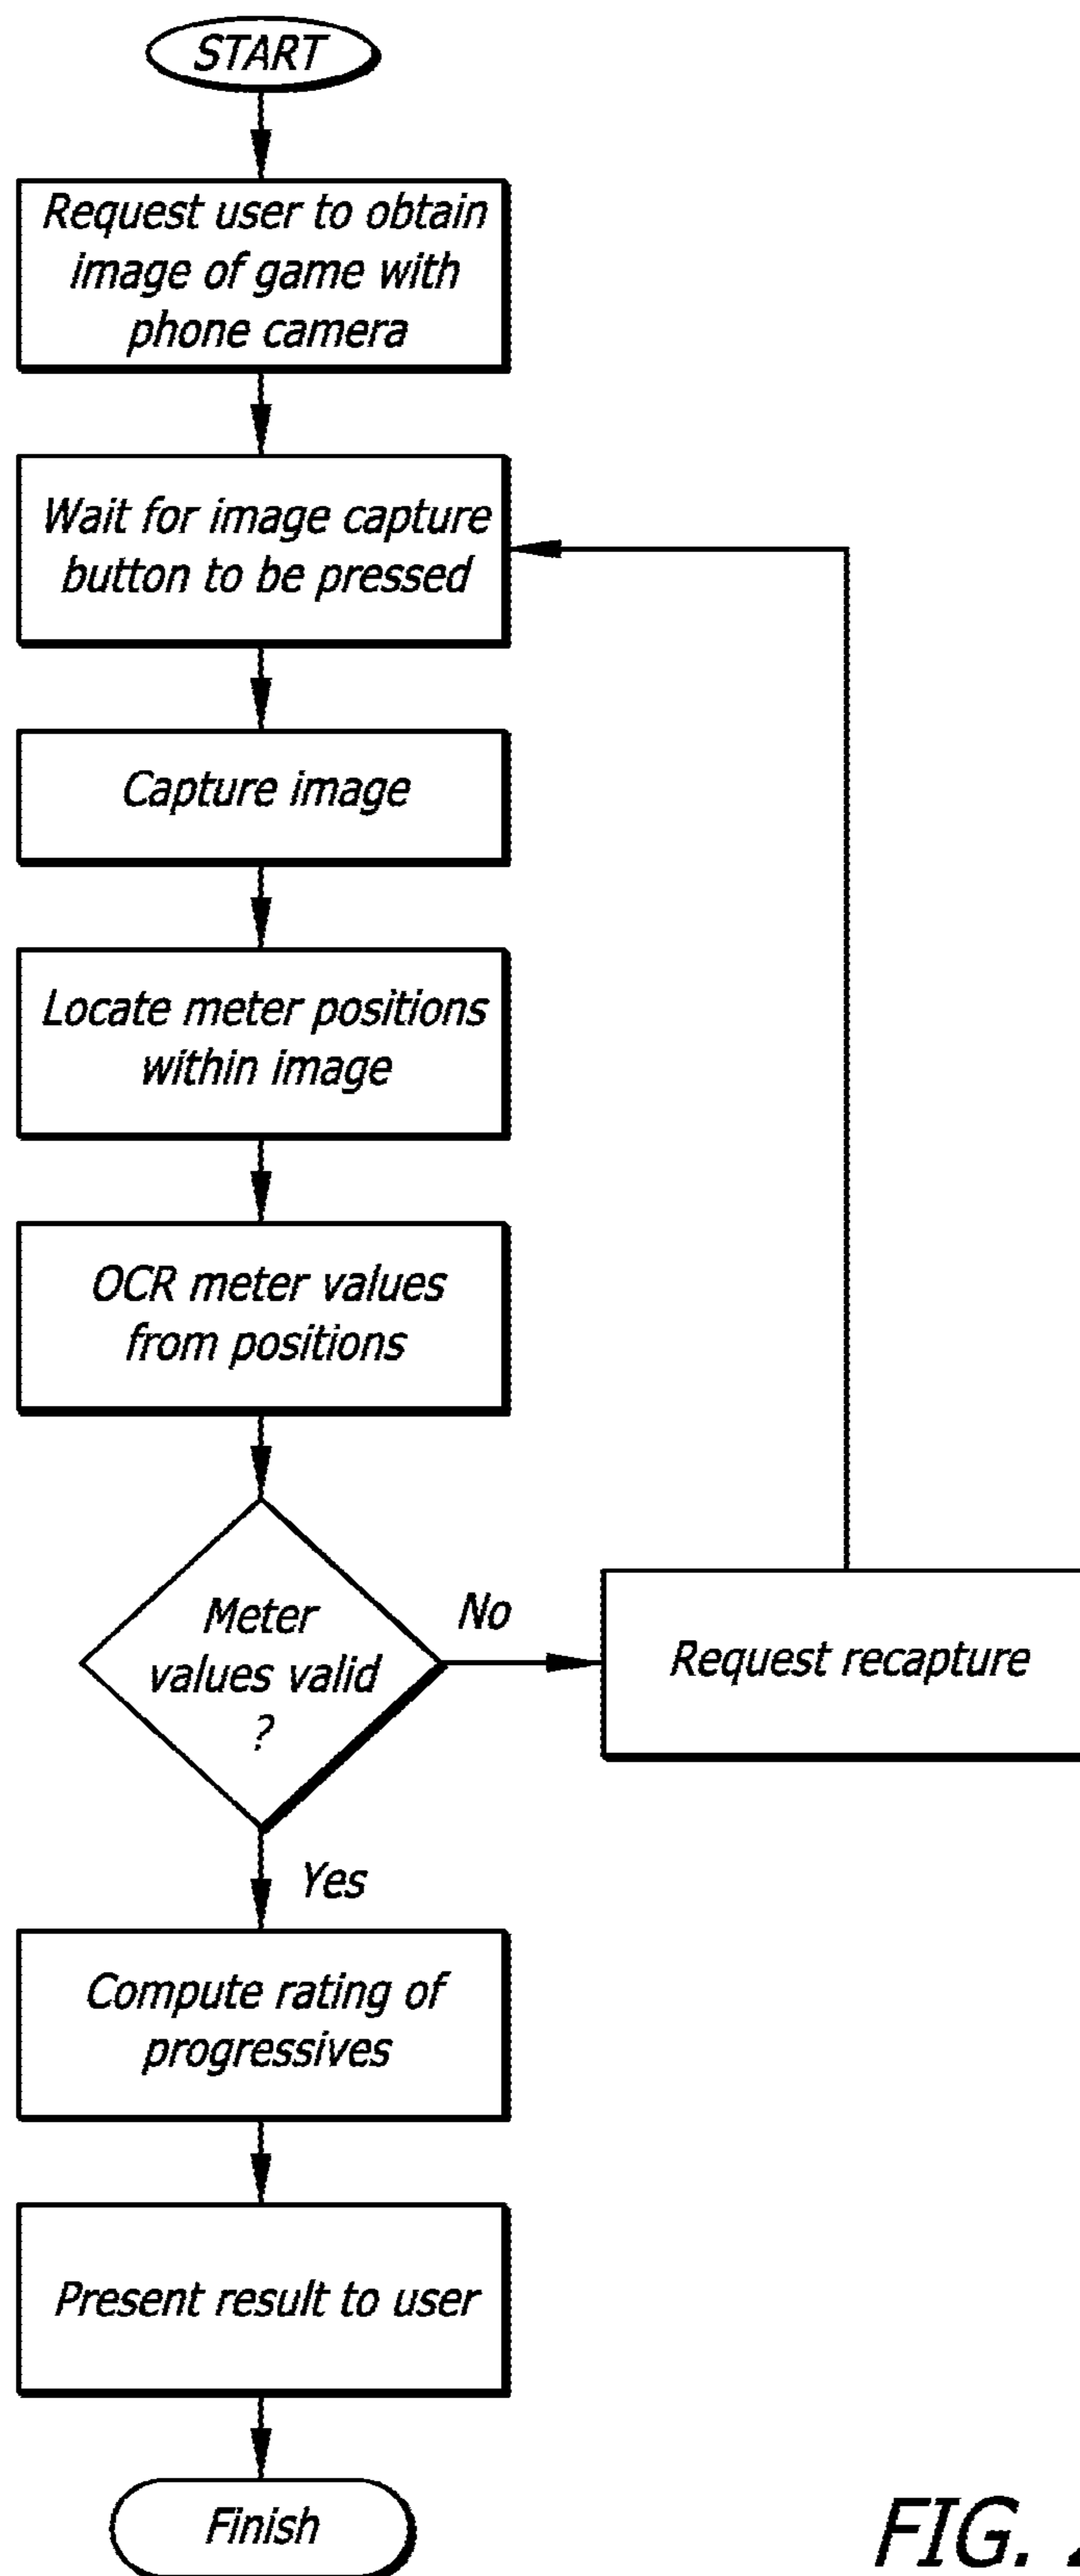 START
Request user to obtain
image of game with
phone camera
Wait for image capture
button to be pressed
Capture image
Locate meter positions
within image
OCR meter values
from positions
Meter
values valid
?
No
Request recapture
Yes
Compute rating of
progressives
Present result to user
Finish
FIG.